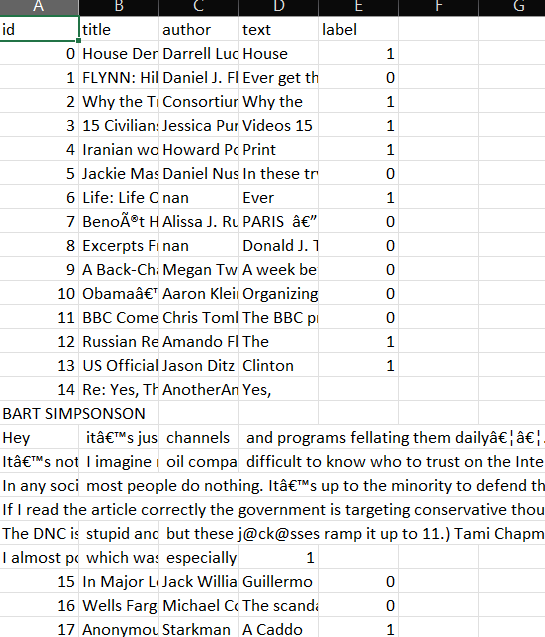 A B C D E F G
id title author text label
0 House Der Darrell Luc House 1
1 FLYNN: Hil Daniel J. Fl Ever get th 0
2 Why the Tr Consortiur Why the 1
3 15 Civilian: Jessica Pur Videos 15 1
4 Iranian wo Howard Po Print 1
5 Jackie Mas Daniel Nus In these try 0
6 Life: Life O nan Ever 1
7 BenoÃ®t H Alissa J. Ru PARIS â€” 0
8 Excerpts Fr nan Donald J. T 0
9 A Back-Cha Megan Tw A week be 0
10 Obamaâ€™ Aaron Klei Organizing 0
11 BBC Come Chris Toml The BBC pr 0
12 Russian Re Amando Fl The 1
13 US Official Jason Ditz Clinton 1
14 Re: Yes, Th AnotherAn Yes,
BART SIMPSONSON
Hey itâ€™s jus channels and programs fellating them dailyâ€¦â€¦.
Itâ€™s not I imagine oil compa difficult to know who to trust on the Inte
In any soci most people do nothing. Itâ€™s up to the minority to defend th
If I read the article correctly the government is targeting conservative thou
The DNC is stupid and but these j@ck@sses ramp it up to 11.) Tami Chapm
I almost po which was especially 1
15 In Major L Jack Willia Guillermo 0
16 Wells Farg Michael Co The scanda 0
17 Anonymou Starkman A Caddo 1